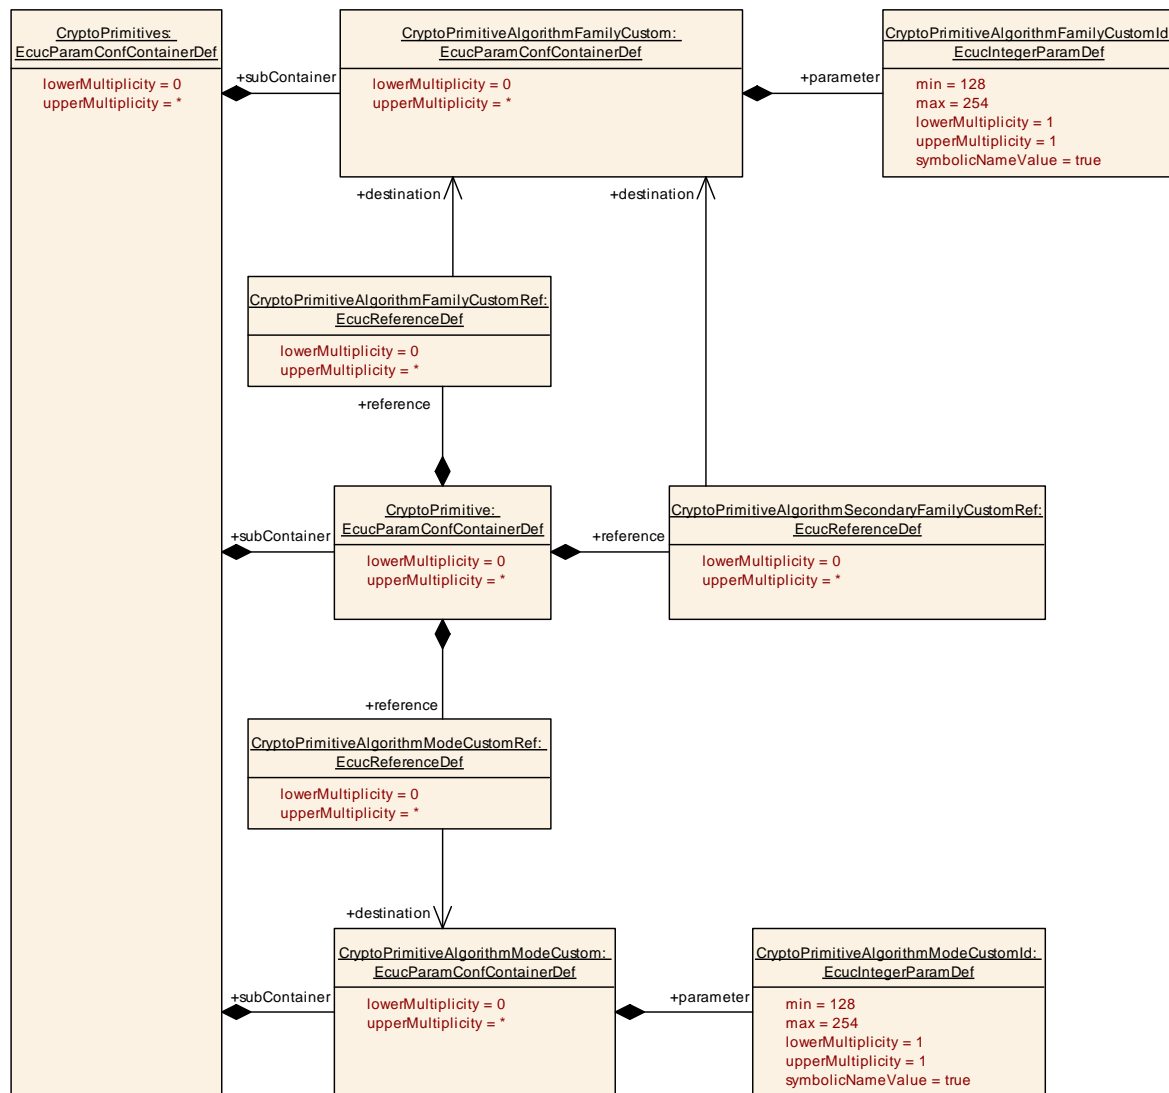 CryptoPrimitives:
EcucParamConfContainerDef
lowerMultiplicity = 0
upperMultiplicity = *
+subContainer
CryptoPrimitiveAlgorithmFamilyCustom:
EcucParamConfContainerDef
lowerMultiplicity = 0
upperMultiplicity = *
+parameter
CryptoPrimitiveAlgorithmFamilyCustomId:
EcucIntegerParamDef
min = 128
max = 254
lowerMultiplicity = 1
upperMultiplicity = 1
symbolicNameValue = true
+destination
+destination
CryptoPrimitiveAlgorithmFamilyCustomRef:
EcucReferenceDef
lowerMultiplicity = 0
upperMultiplicity = *
+reference
+subContainer
CryptoPrimitive:
EcucParamConfContainerDef
lowerMultiplicity = 0
upperMultiplicity = *
+reference
CryptoPrimitiveAlgorithmSecondaryFamilyCustomRef:
EcucReferenceDef
lowerMultiplicity = 0
upperMultiplicity = *
+reference
CryptoPrimitiveAlgorithmModeCustomRef:
EcucReferenceDef
lowerMultiplicity = 0
upperMultiplicity = *
+destination
+subContainer
CryptoPrimitiveAlgorithmModeCustom:
EcucParamConfContainerDef
lowerMultiplicity = 0
upperMultiplicity = *
+parameter
CryptoPrimitiveAlgorithmModeCustomId:
EcucIntegerParamDef
min = 128
max = 254
lowerMultiplicity = 1
upperMultiplicity = 1
symbolicNameValue = true